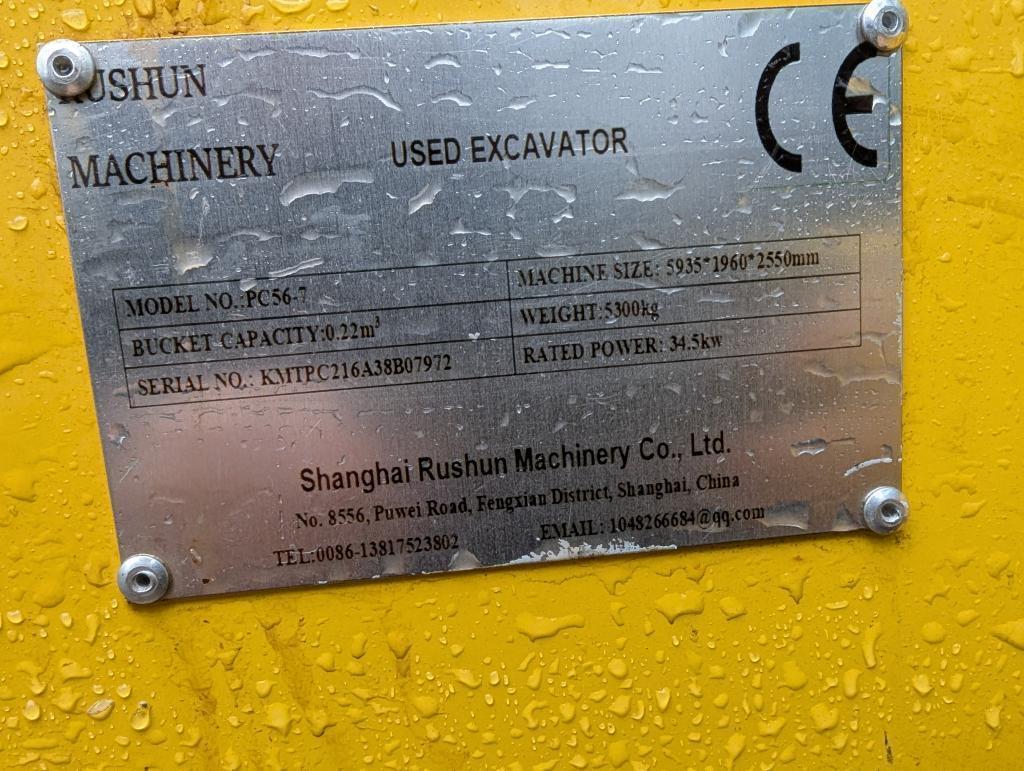 RUSHUN
MACHINERY
USED EXCAVATOR
CE
MODEL NO.:PC56-7
MACHINE SIZE: 5935*1960*2550mm
BUCKET CAPACITY:0.22m³
WEIGHT:5300kg
SERIAL NO.: KMTPC216A38B07972
RATED POWER: 34.5kw
Shanghai Rushun Machinery Co., Ltd.
No. 8556, Puwei Road, Fengxian District, Shanghai, China
TEL:0086-13817523802
EMAIL: 1048266684@qq.com